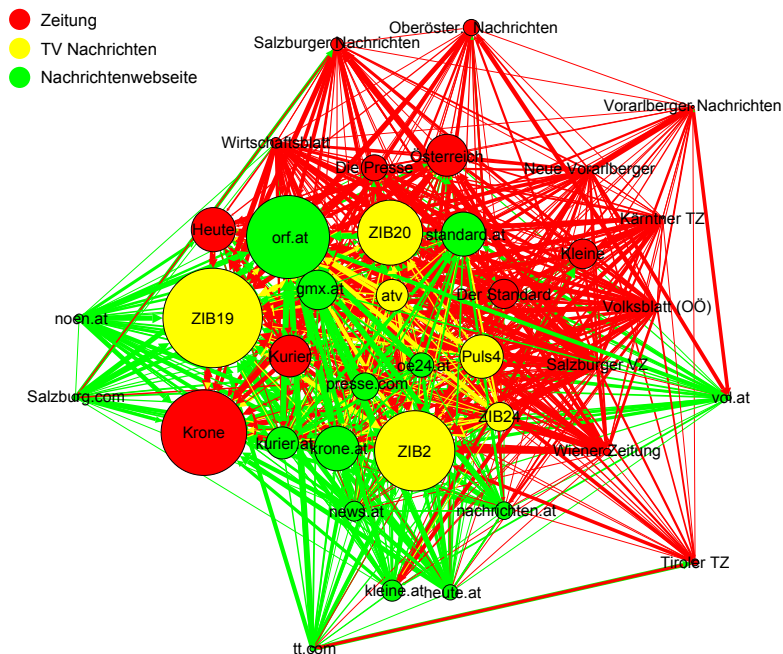 Zeitung
TV Nachrichten
Nachrichtenwebseite
Oberöster. Nachrichten
Salzburger Nachrichten
Vorarlberger Nachrichten
Wirtschaftsblatt
Die Presse
Österreich
Neue Vorarlberger
Kärntner TZ
Heute
orf.at
ZIB20
standard.at
Kleine
gmx.at
atv
Der Standard
Volksblatt (OÖ)
noen.at
ZIB19
Kurier
oe24.at
Puls4
Salzburger VZ
presse.com
Salzburg.com
vol.at
ZIB24
Krone
kurier.at
krone.at
ZIB2
Wiener Zeitung
news.at
nachrichten.at
Tiroler TZ
kleine.at
heute.at
tt.com